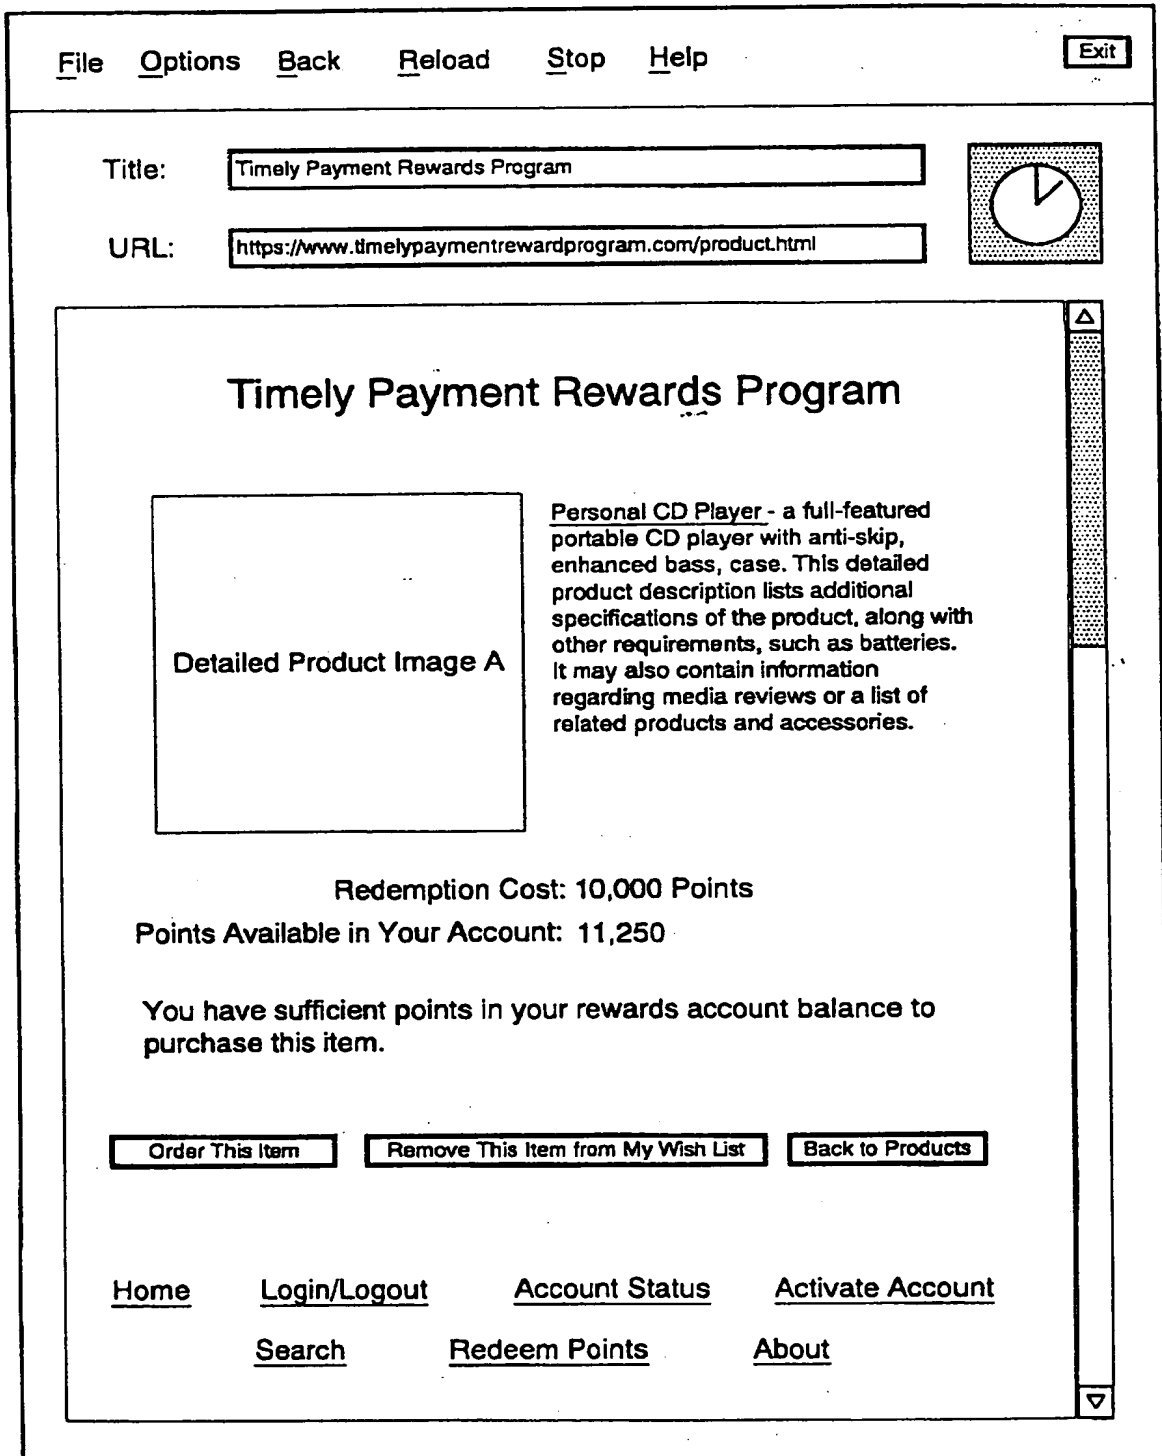 File Options Back Reload Stop Help Exit
Title: Timely Payment Rewards Program
URL: https://www.timelypaymentrewardprogram.com/product.html
Timely Payment Rewards Program
Detailed Product Image A
Personal CD Player - a full-featured
portable CD player with anti-skip,
enhanced bass, case. This detailed
product description lists additional
specifications of the product, along with
other requirements, such as batteries.
It may also contain information
regarding media reviews or a list of
related products and accessories.
Redemption Cost: 10,000 Points
Points Available in Your Account: 11,250
You have sufficient points in your rewards account balance to
purchase this item.
Order This Item Remove This Item from My Wish List Back to Products
Home Login/Logout Account Status Activate Account
Search Redeem Points About